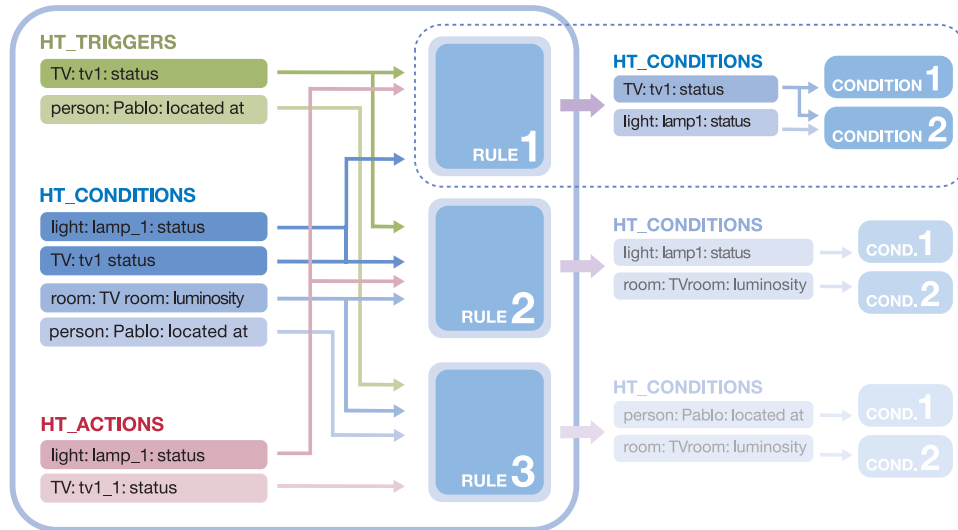 HT_TRIGGERS
TV: tv1: status
person: Pablo: located at
HT_CONDITIONS
light: lamp_1: status
TV: tv1 status
room: TV room: luminosity
person: Pablo: located at
HT_ACTIONS
light: lamp_1: status
TV: tv1_1: status
RULE 1
RULE 2
RULE 3
HT_CONDITIONS
TV: tv1: status
light: lamp1: status
CONDITION 1
CONDITION 2
HT_CONDITIONS
light: lamp1: status
room: TVroom: luminosity
COND. 1
COND. 2
HT_CONDITIONS
person: Pablo: located at
room: TVroom: luminosity
COND. 1
COND. 2